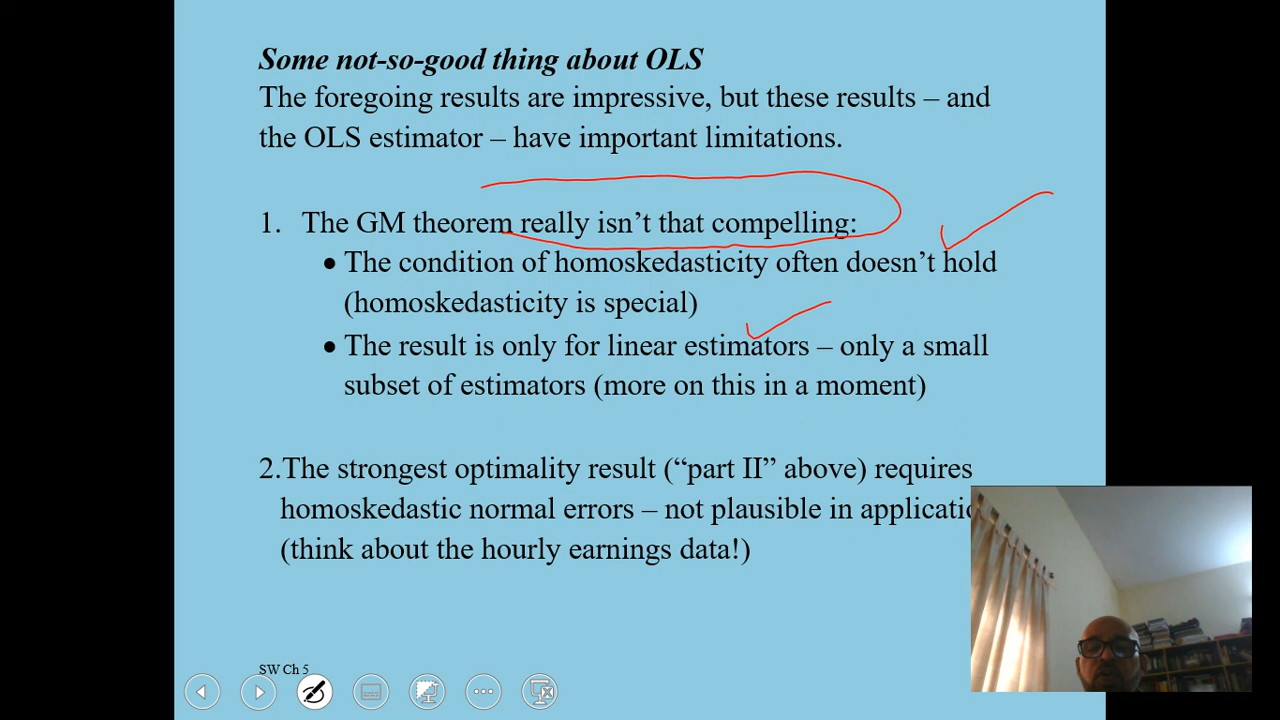 Some not-so-good thing about OLS
The foregoing results are impressive, but these results – and
the OLS estimator – have important limitations.
1. The GM theorem really isn’t that compelling:
• The condition of homoskedasticity often doesn’t hold
(homoskedasticity is special)
• The result is only for linear estimators – only a small
subset of estimators (more on this in a moment)
2.The strongest optimality result (“part II” above) requires
homoskedastic normal errors – not plausible in applicatio
(think about the hourly earnings data!)
SW Ch 5